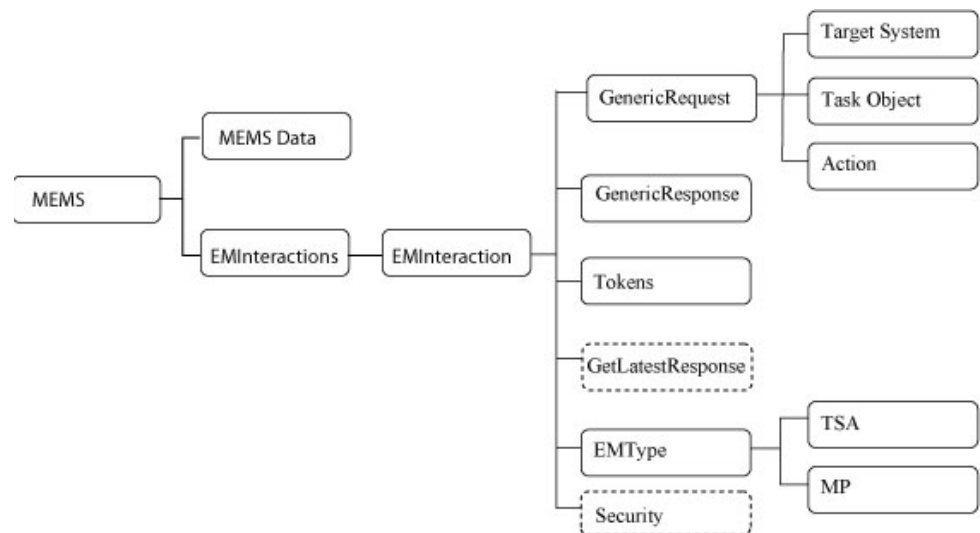 Target System
GenericRequest
Task Object
MEMS Data
Action
MEMS
GenericResponse
EMInteractions
EMInteraction
Tokens
GetLatestResponse
TSA
EMType
MP
Security